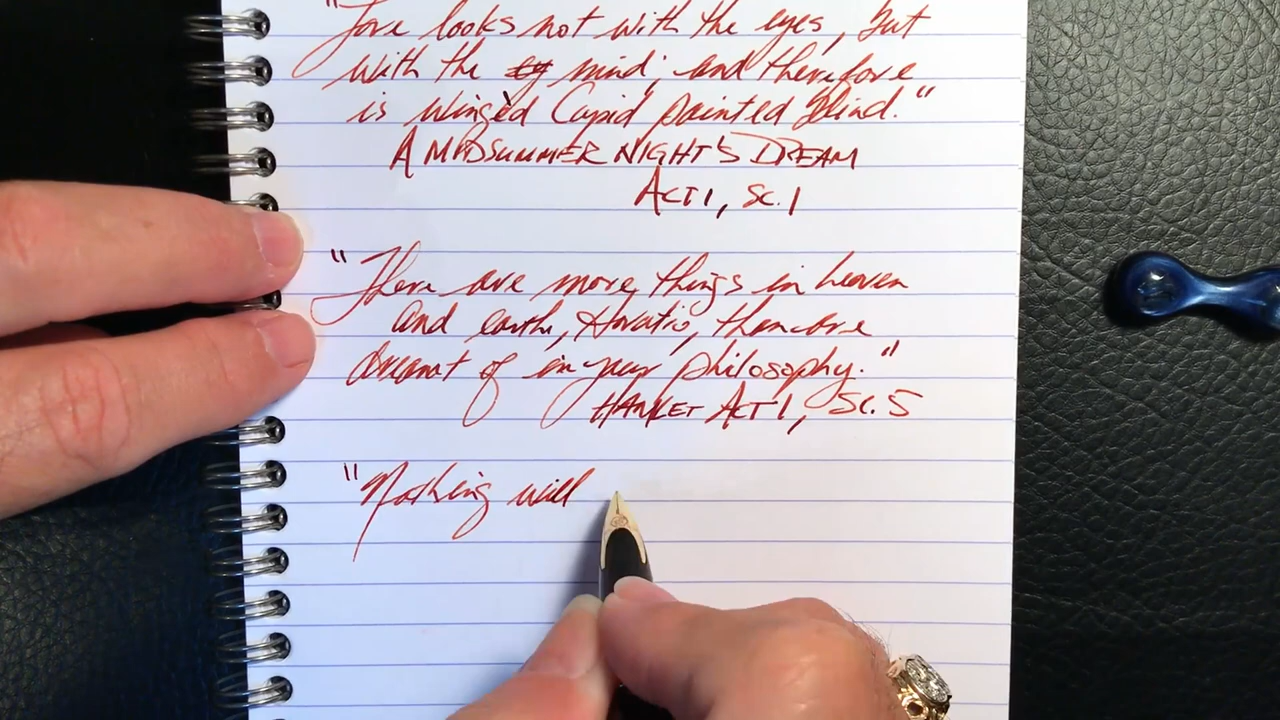 "Love looks not with the eyes, but
with the mind; and therefore
is wingèd Cupid painted blind."
A MIDSUMMER NIGHT'S DREAM
ACT 1, SC. 1
"There are more things in heaven
and earth, Horatio, than are
dreamt of in your philosophy."
HAMLET ACT 1, SC. 5
"Nothing will